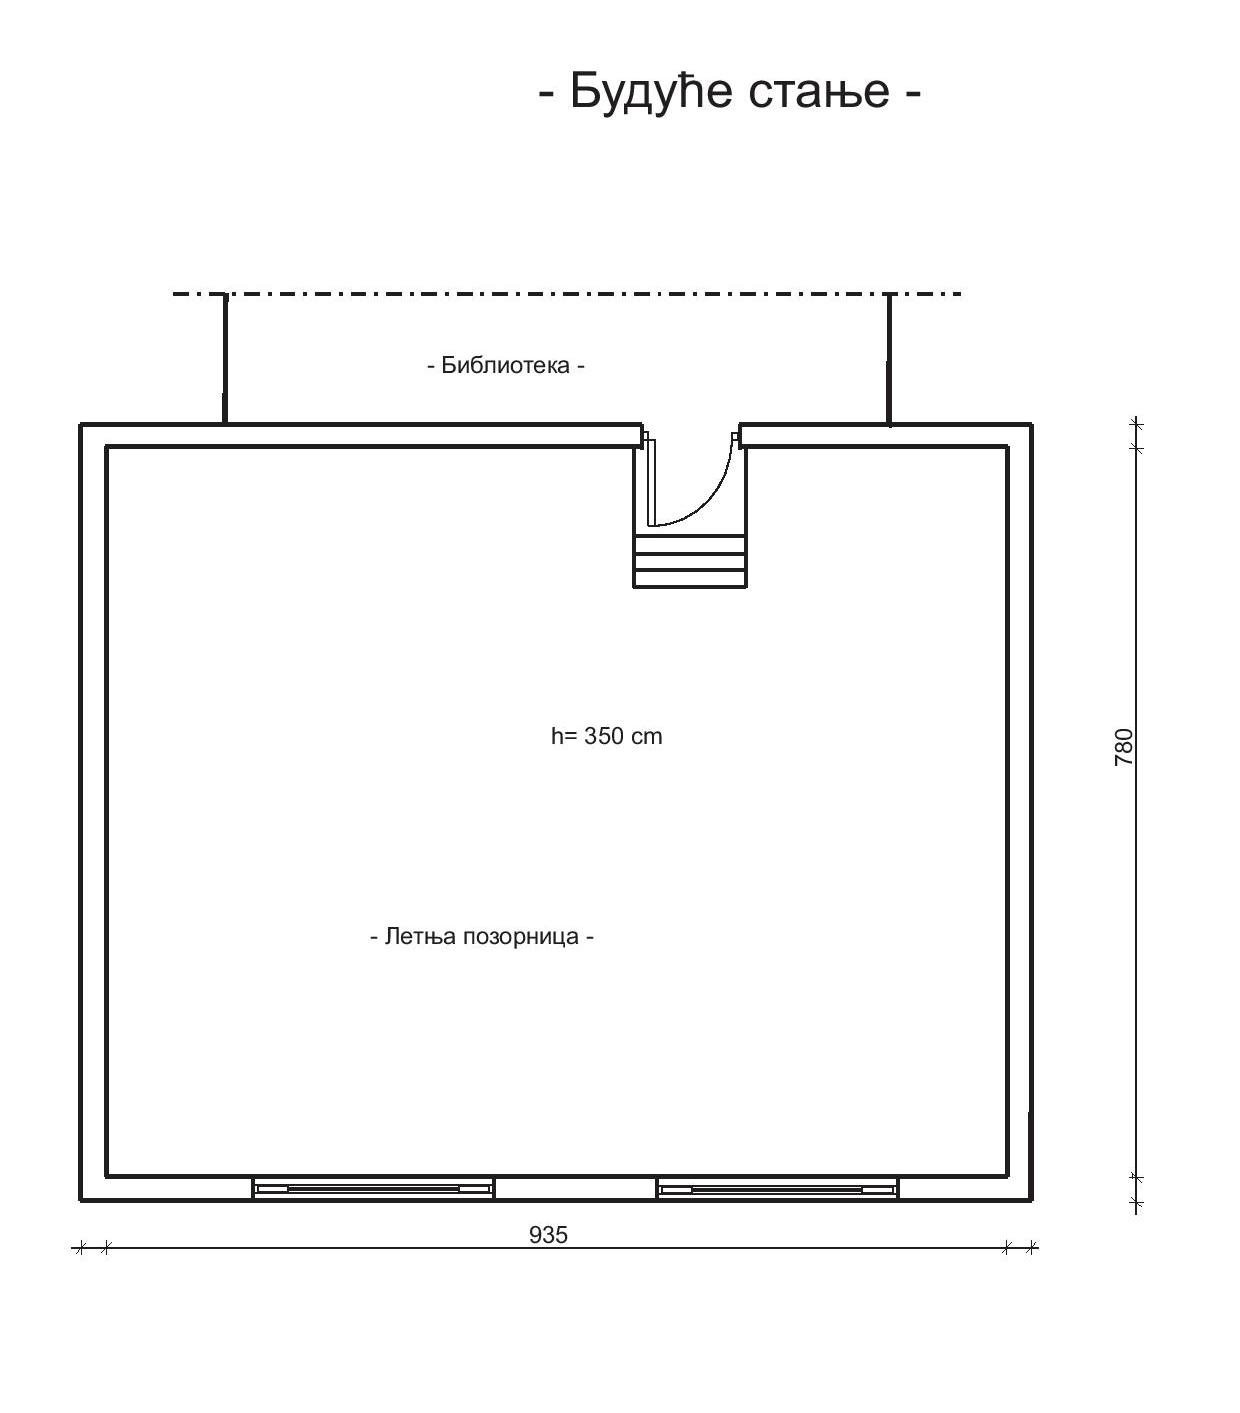 - Будуће стање -
- Библиотека -
h= 350 cm
780
- Летња позорница -
935